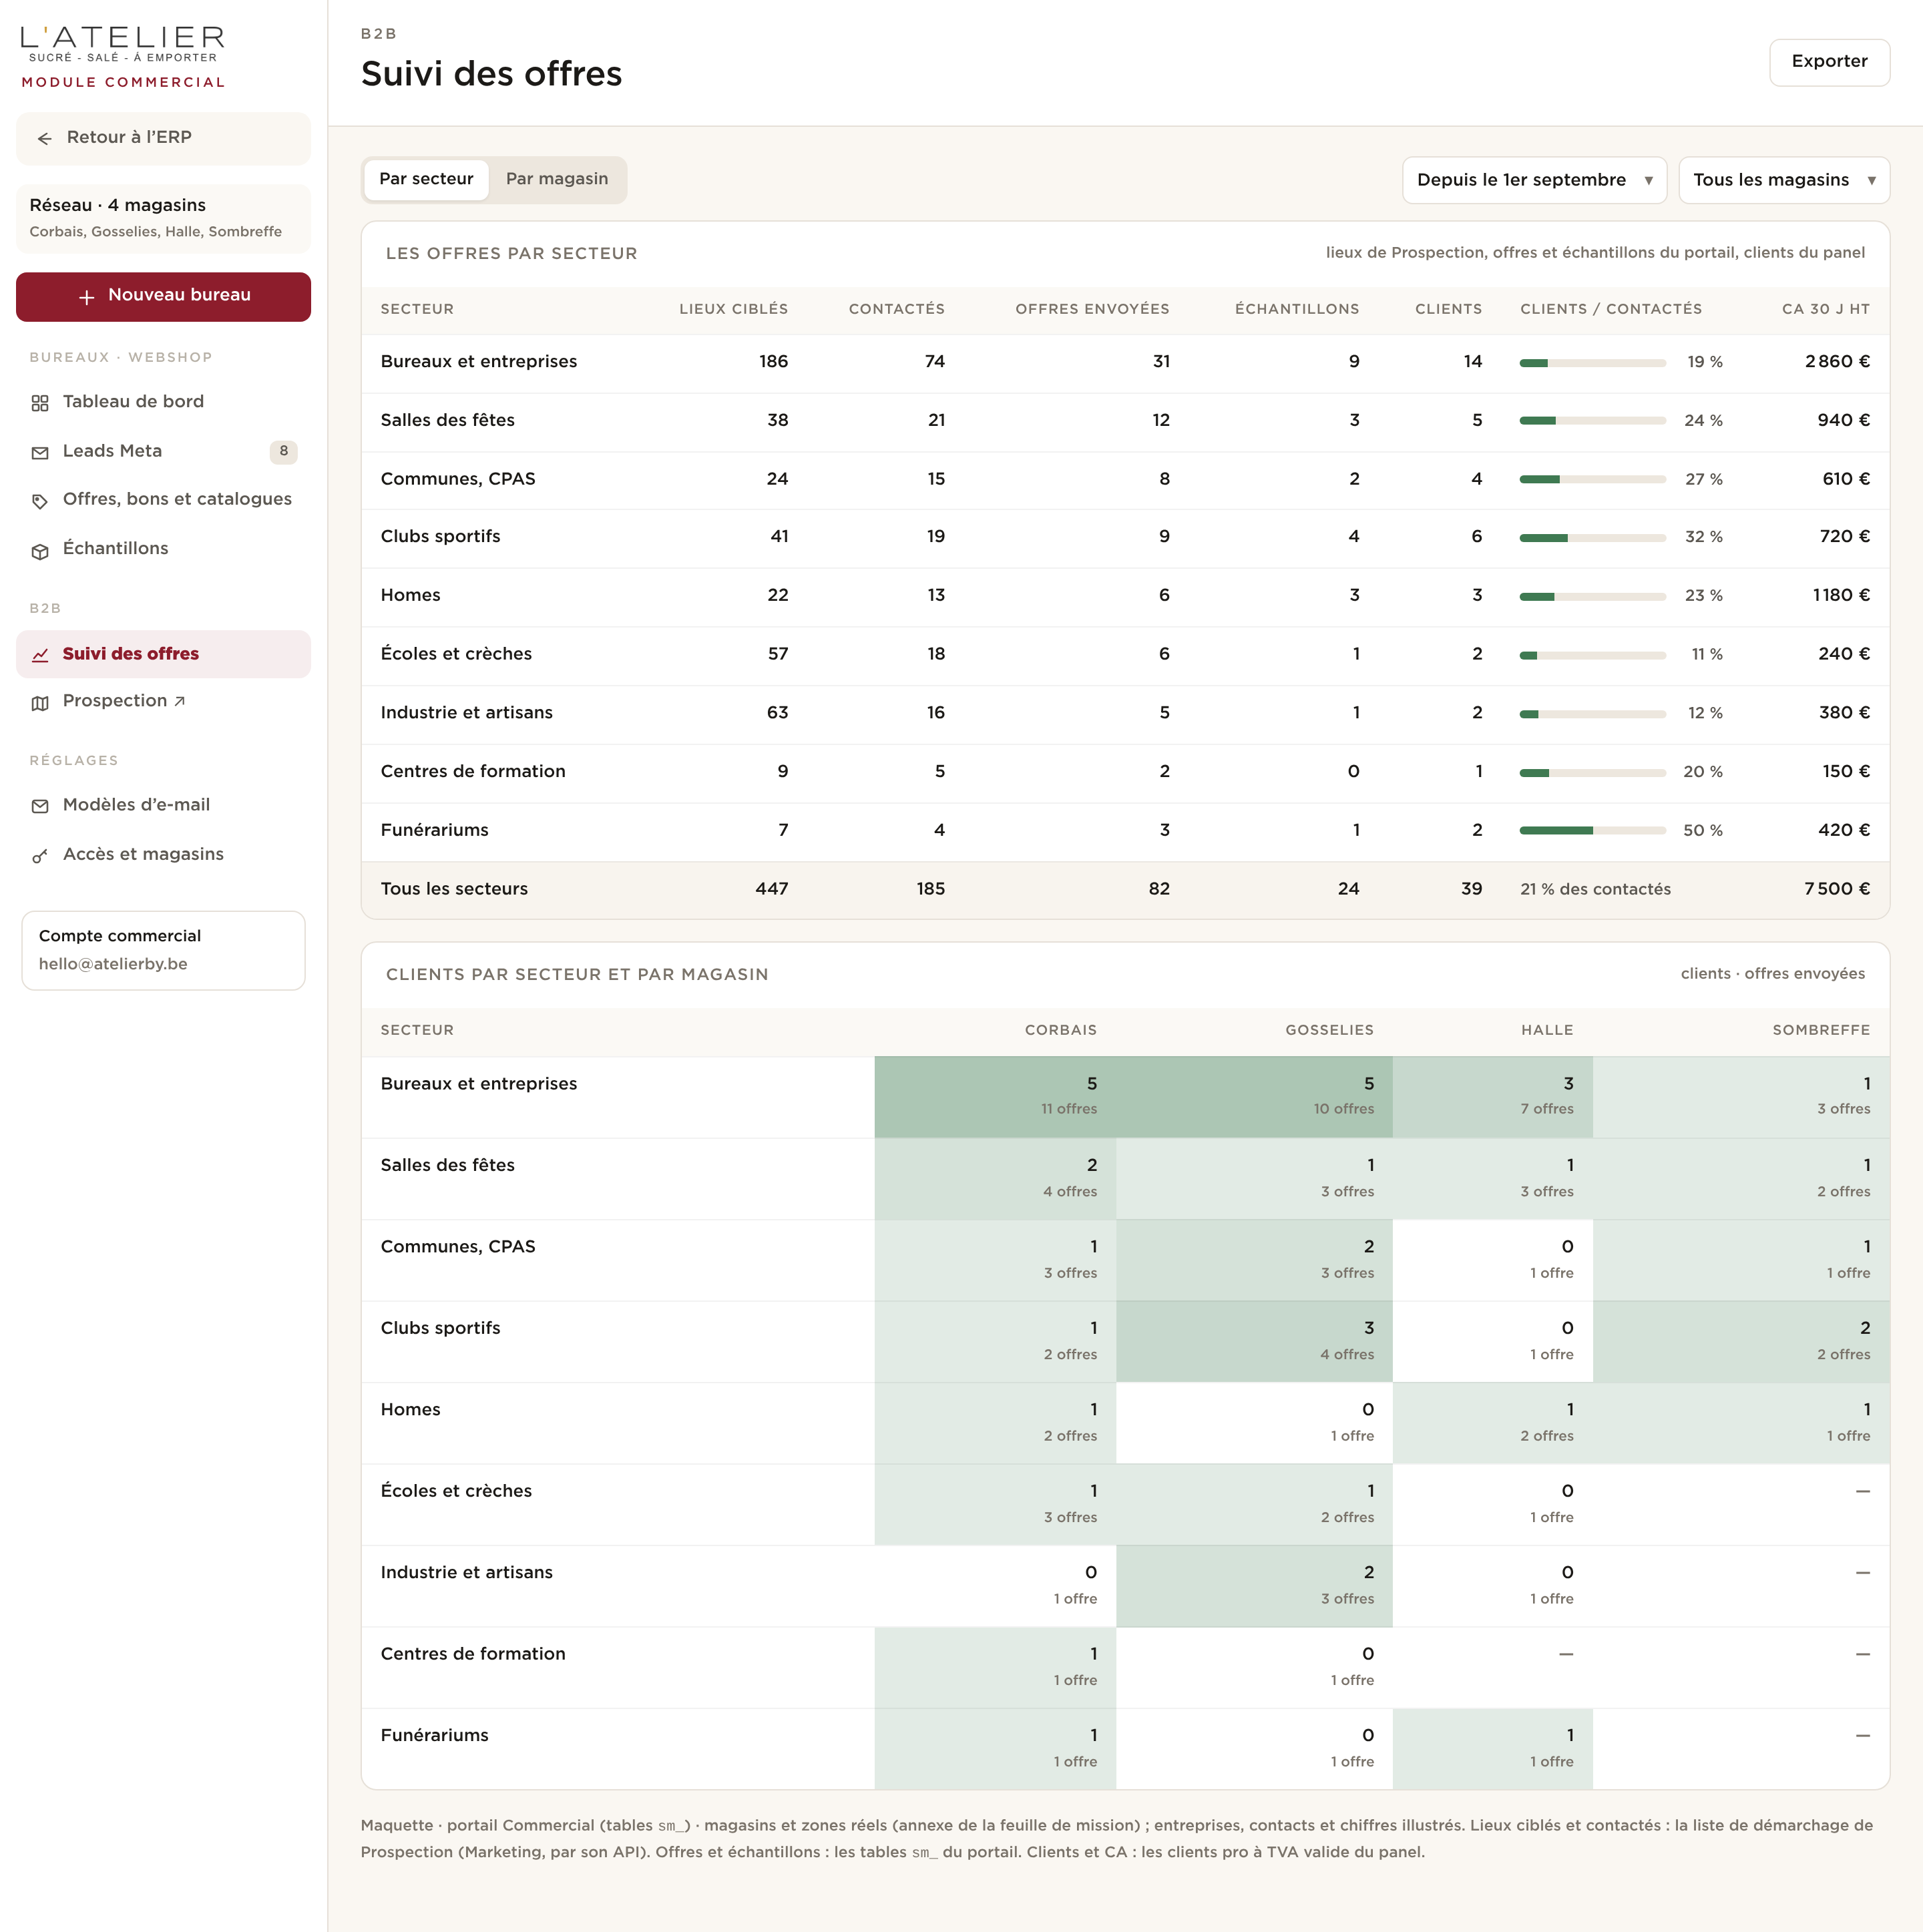 L'ATELIER
SUCRÉ - SALÉ - À EMPORTER
MODULE COMMERCIAL
← Retour à l’ERP
Réseau · 4 magasins
Corbais, Gosselies, Halle, Sombreffe
+ Nouveau bureau
BUREAUX · WEBSHOP
Tableau de bord
Leads Meta 8
Offres, bons et catalogues
Échantillons
B2B
Suivi des offres
Prospection ↗
RÉGLAGES
Modèles d’e-mail
Accès et magasins
Compte commercial
hello@atelierby.be
B2B
Suivi des offres
Exporter
Par secteur Par magasin
Depuis le 1er septembre ▾ Tous les magasins ▾
LES OFFRES PAR SECTEUR lieux de Prospection, offres et échantillons du portail, clients du panel
SECTEUR LIEUX CIBLÉS CONTACTÉS OFFRES ENVOYÉES ÉCHANTILLONS CLIENTS CLIENTS / CONTACTÉS CA 30 J HT
Bureaux et entreprises 186 74 31 9 14 19 % 2 860 €
Salles des fêtes 38 21 12 3 5 24 % 940 €
Communes, CPAS 24 15 8 2 4 27 % 610 €
Clubs sportifs 41 19 9 4 6 32 % 720 €
Homes 22 13 6 3 3 23 % 1 180 €
Écoles et crèches 57 18 6 1 2 11 % 240 €
Industrie et artisans 63 16 5 1 2 12 % 380 €
Centres de formation 9 5 2 0 1 20 % 150 €
Funérariums 7 4 3 1 2 50 % 420 €
Tous les secteurs 447 185 82 24 39 21 % des contactés 7 500 €
CLIENTS PAR SECTEUR ET PAR MAGASIN clients · offres envoyées
SECTEUR CORBAIS GOSSELIES HALLE SOMBREFFE
Bureaux et entreprises 5 5 3 1
11 offres 10 offres 7 offres 3 offres
Salles des fêtes 2 1 1 1
4 offres 3 offres 3 offres 2 offres
Communes, CPAS 1 2 0 1
3 offres 3 offres 1 offre 1 offre
Clubs sportifs 1 3 0 2
2 offres 4 offres 1 offre 2 offres
Homes 1 0 1 1
2 offres 1 offre 2 offres 1 offre
Écoles et crèches 1 1 0 —
3 offres 2 offres 1 offre
Industrie et artisans 0 2 0 —
1 offre 3 offres 1 offre
Centres de formation 1 0 — —
1 offre 1 offre
Funérariums 1 0 1 —
1 offre 1 offre 1 offre
Maquette · portail Commercial (tables sm_) · magasins et zones réels (annexe de la feuille de mission) ; entreprises, contacts et chiffres illustrés. Lieux ciblés et contactés : la liste de démarchage de
Prospection (Marketing, par son API). Offres et échantillons : les tables sm_ du portail. Clients et CA : les clients pro à TVA valide du panel.